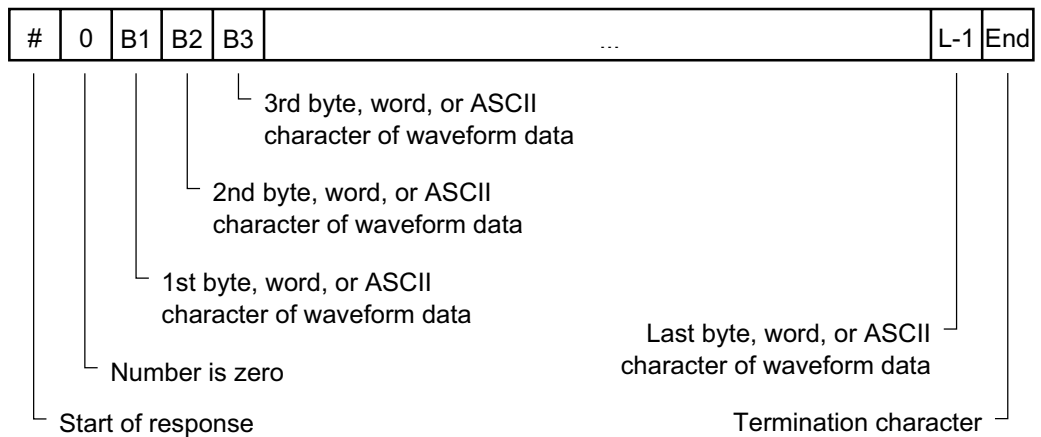 # 0 B1 B2 B3 ... L-1 End
3rd byte, word, or ASCII
character of waveform data
2nd byte, word, or ASCII
character of waveform data
1st byte, word, or ASCII
character of waveform data
Last byte, word, or ASCII
character of waveform data
Number is zero
Start of response
Termination character